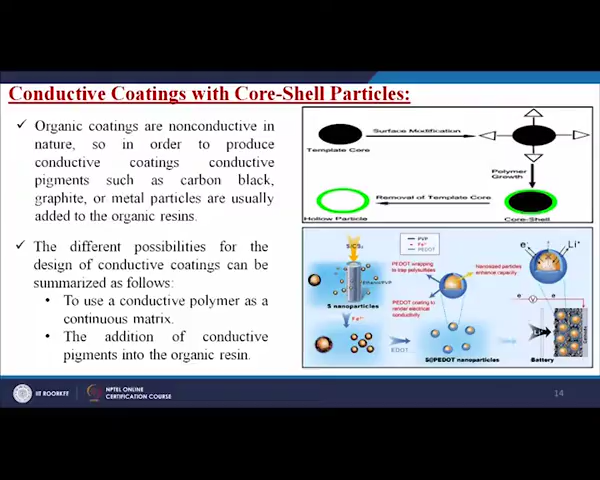 Conductive Coatings with Core-Shell Particles:
✓ Organic coatings are nonconductive in
nature, so in order to produce
conductive coatings conductive
pigments such as carbon black,
graphite, or metal particles are usually
added to the organic resins.
✓ The different possibilities for the
design of conductive coatings can be
summarized as follows:
• To use a conductive polymer as a
continuous matrix.
• The addition of conductive
pigments into the organic resin.
Template Core
Surface Modification
Polymer
Growth
Core-Shell
Removal of Template Core
Hollow Particle
S/CS₂
Ethanol/PVP
S nanoparticles
Fe³⁺
EDOT
PVP
Fe³⁺
PEDOT
PEDOT wrapping
to trap polysulfides
Nanosized particles
enhance capacity
PEDOT coating to
render electrical
conductivity
S@PEDOT nanoparticles
e⁻
Li⁺
e
V
e
Battery
IIT ROORKEE
NPTEL ONLINE
CERTIFICATION COURSE
14